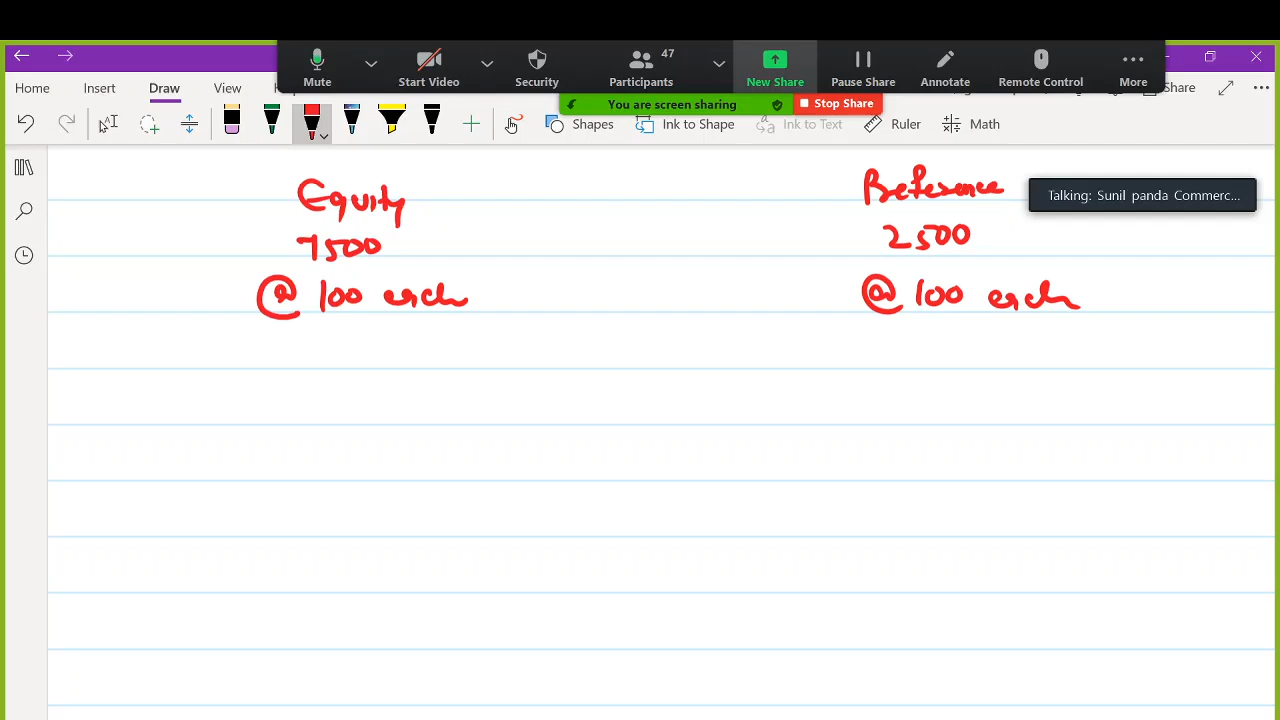 Mute
Start Video
Security
Participants
47
New Share
Pause Share
Annotate
Remote Control
More
You are screen sharing
Stop Share
Home
Insert
Draw
View
Share
Shapes
Ink to Shape
Ink to Text
Ruler
Math
Talking: Sunil panda Commerc...
Equity
7500
@ 100 each
Preference
2500
@ 100 each